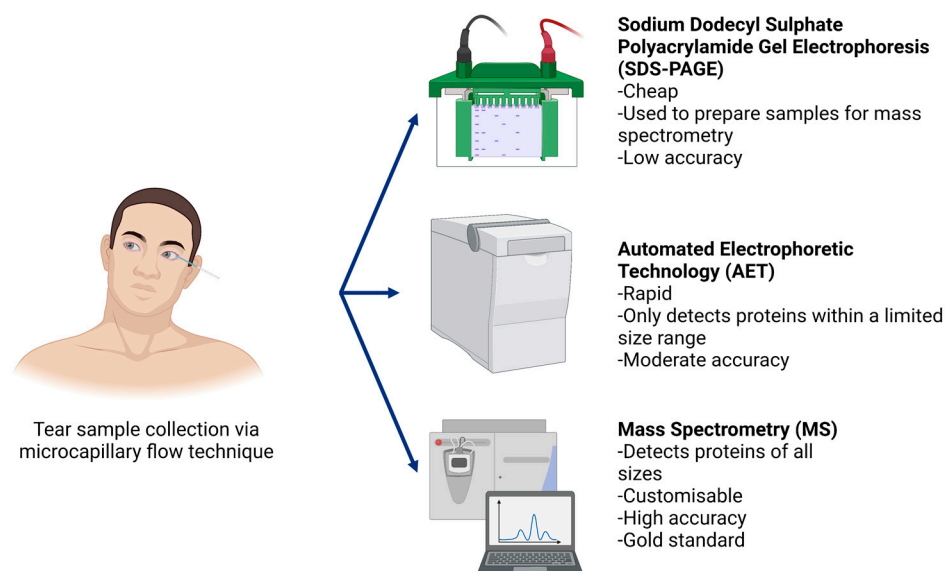 Sodium Dodecyl Sulphate
Polyacrylamide Gel Electrophoresis
(SDS-PAGE)
-Cheap
-Used to prepare samples for mass
spectrometry
-Low accuracy
Automated Electrophoretic
Technology (AET)
-Rapid
-Only detects proteins within a limited
size range
-Moderate accuracy
Tear sample collection via
microcapillary flow technique
Mass Spectrometry (MS)
-Detects proteins of all
sizes
-Customisable
-High accuracy
-Gold standard